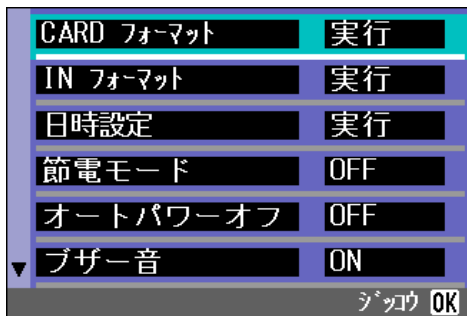 CARD フォーマット 実行
IN フォーマット 実行
日時設定 実行
節電モード OFF
オートパワーオフ OFF
ブザー音 ON
ジッコウ OK